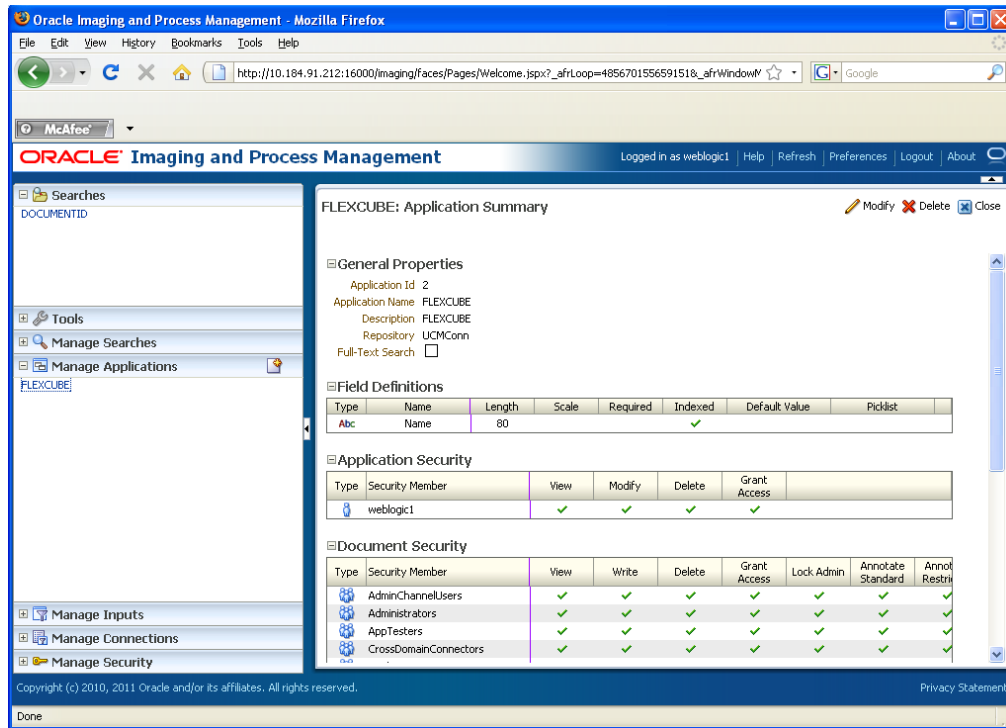 Oracle Imaging and Process Management - Mozilla Firefox
File Edit View History Bookmarks Tools Help
http://10.184.91.212:16000/imaging/faces/Pages/Welcome.jspx?_afrLoop=4856701556591518&_afrWindowM
G Google
McAfee
ORACLE Imaging and Process Management
Logged in as weblogic1 Help Refresh Preferences Logout About
Searches
DOCUMENTID
Tools
Manage Searches
Manage Applications
FLEXCUBE
Manage Inputs
Manage Connections
Manage Security
FLEXCUBE: Application Summary
Modify Delete Close
General Properties
Application Id 2
Application Name FLEXCUBE
Description FLEXCUBE
Repository UCMConn
Full-Text Search
Field Definitions
Type Name Length Scale Required Indexed Default Value Picklist
Abc Name 80
Application Security
Type Security Member View Modify Delete Grant Access
weblogic1
Document Security
Type Security Member View Write Delete Grant Access Lock Admin Annotate Standard Annot Restri
AdminChannelUsers
Administrators
AppTesters
CrossDomainConnectors
Copyright (c) 2010, 2011 Oracle and/or its affiliates. All rights reserved.
Privacy Statement
Done